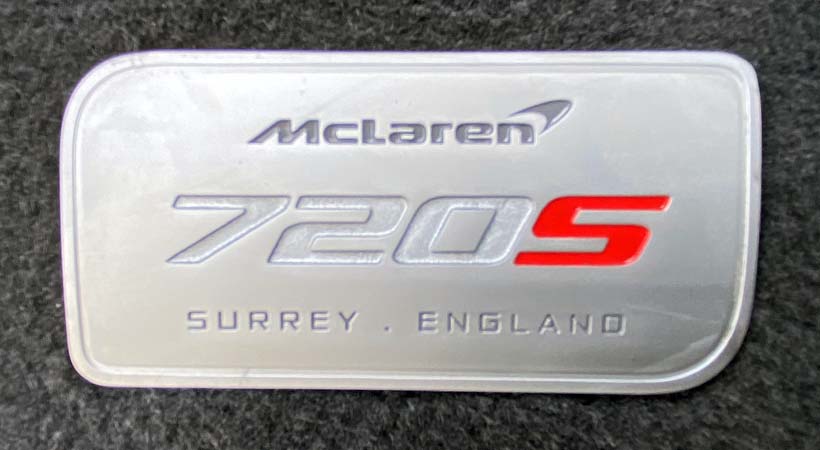 McLaren
720S
SURREY . ENGLAND